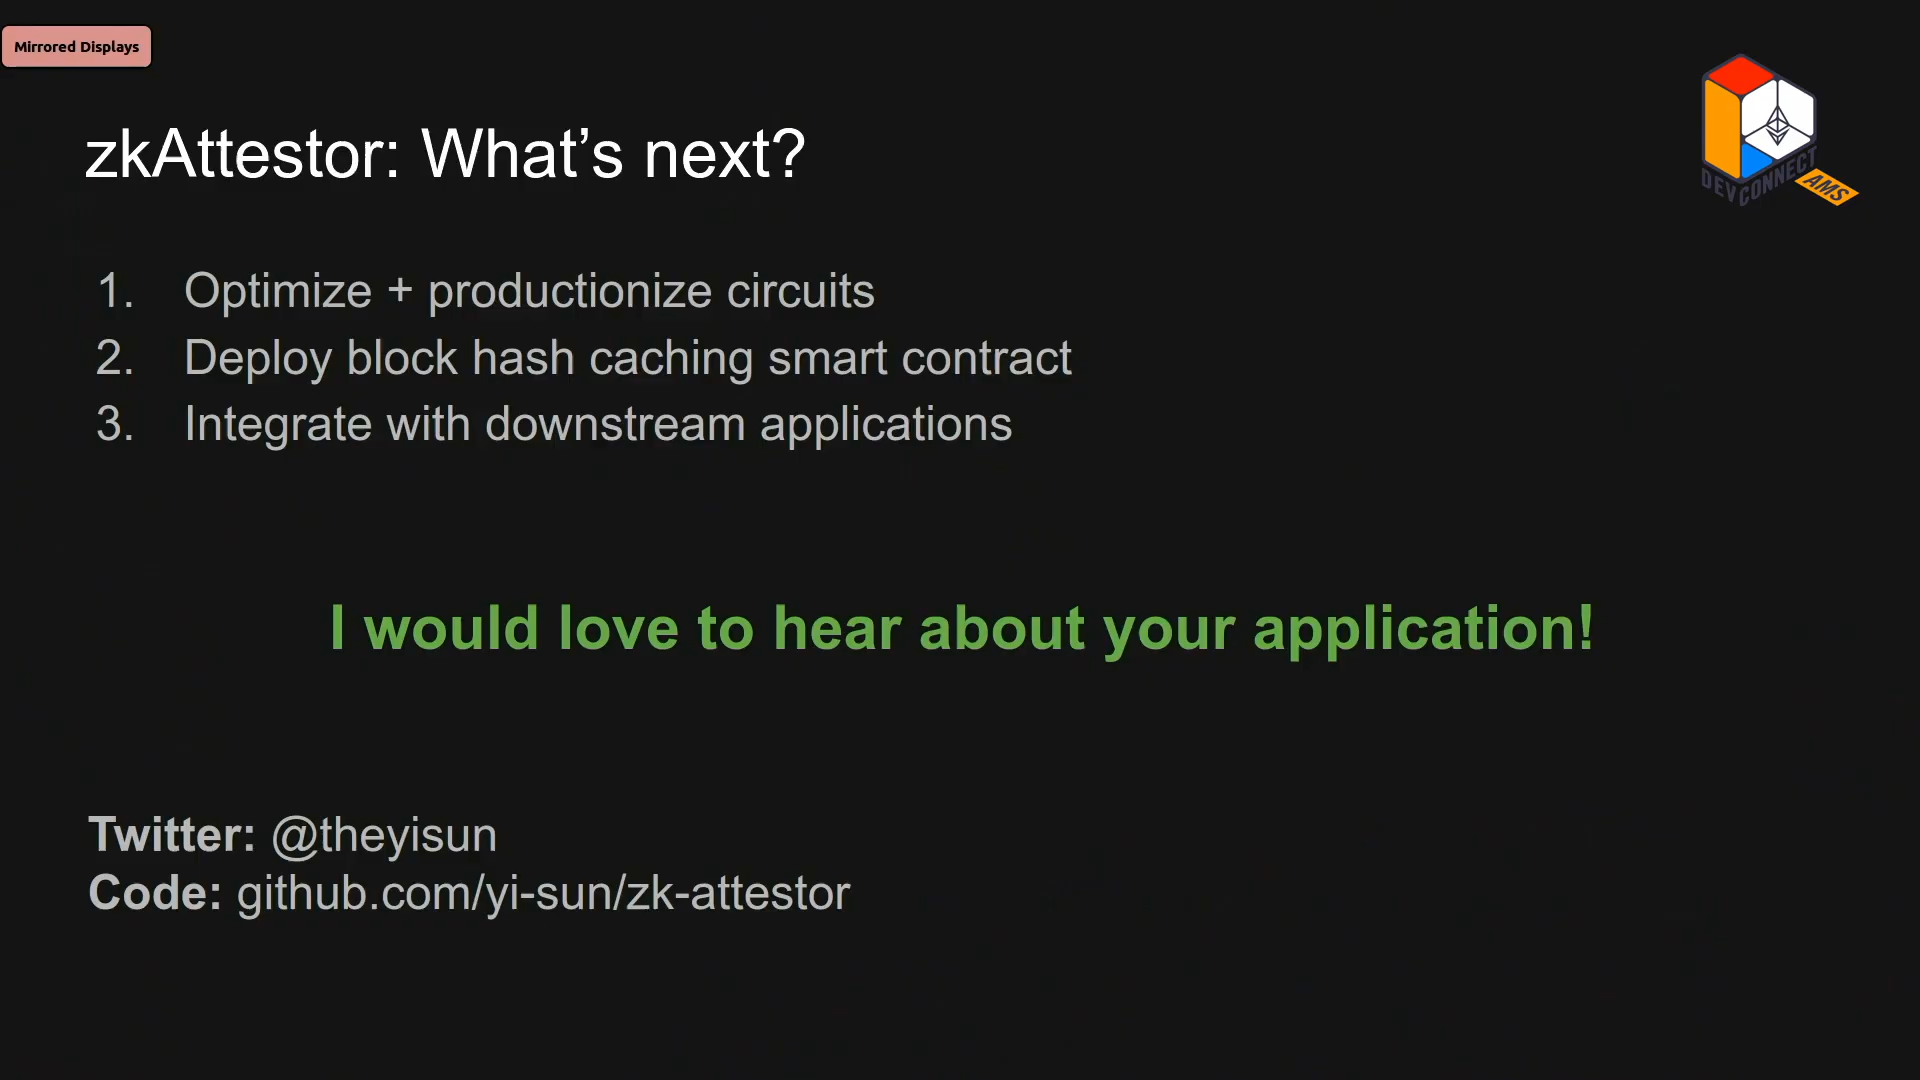 Mirrored Displays
DEVCONNECT
AMS
zkAttestor: What’s next?
1. Optimize + productionize circuits
2. Deploy block hash caching smart contract
3. Integrate with downstream applications
I would love to hear about your application!
Twitter: @theyisun
Code: github.com/yi-sun/zk-attestor